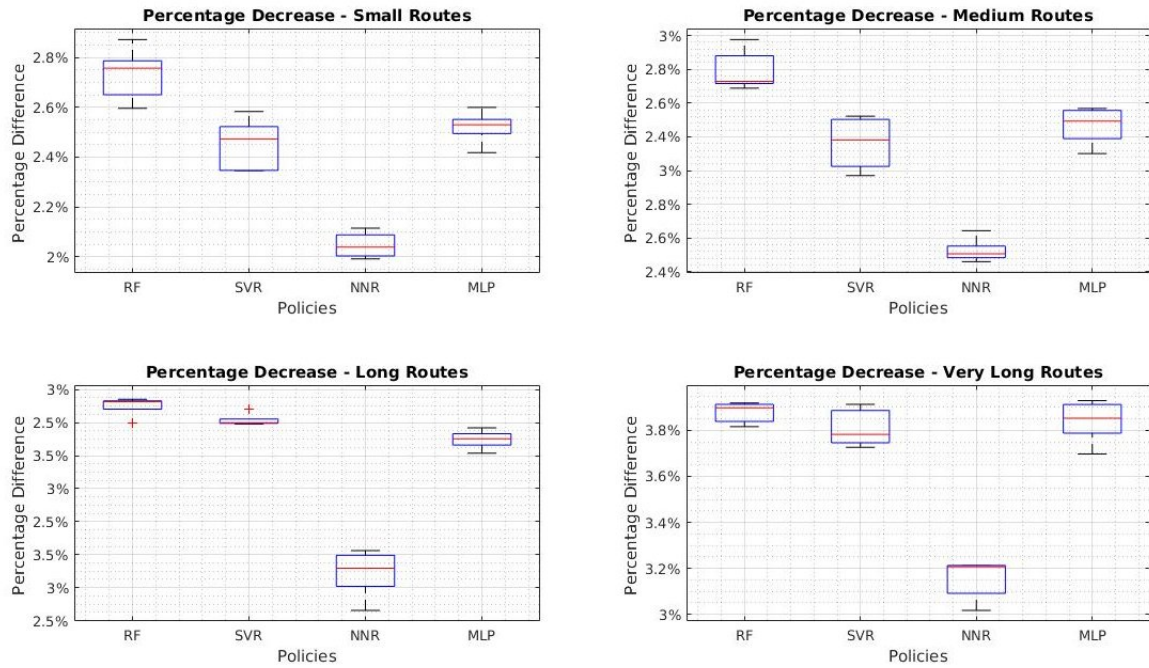 Percentage Decrease - Small Routes
Percentage Difference
2.8%
2.6%
2.4%
2.2%
2%
RF SVR NNR MLP
Policies
Percentage Decrease - Medium Routes
Percentage Difference
3%
2.8%
2.6%
2.4%
3%
2.8%
2.6%
2.4%
RF SVR NNR MLP
Policies
Percentage Decrease - Long Routes
Percentage Difference
3%
2.5%
3.5%
3%
2.5%
3.5%
3%
2.5%
RF SVR NNR MLP
Policies
Percentage Decrease - Very Long Routes
Percentage Difference
3.8%
3.6%
3.4%
3.2%
3%
RF SVR NNR MLP
Policies